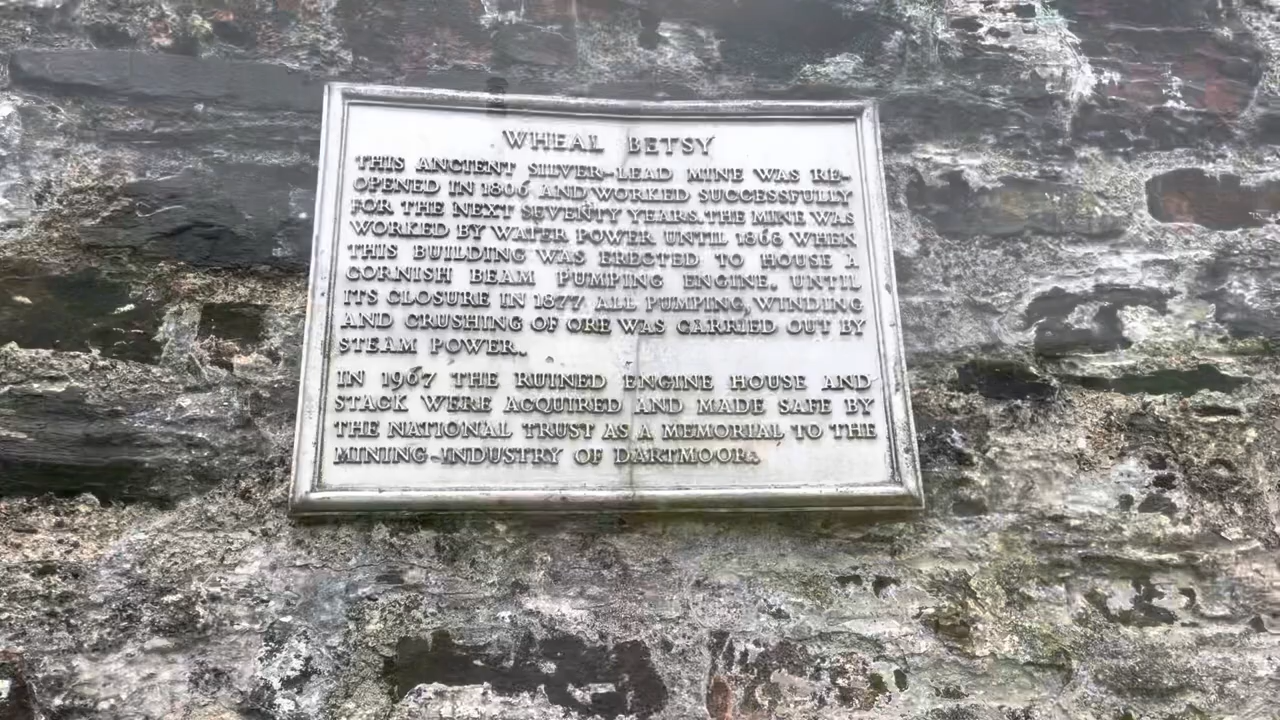 WHEAL BETSY
THIS ANCIENT SILVER-LEAD MINE WAS RE-
OPENED IN 1806 AND WORKED SUCCESSFULLY
FOR THE NEXT SEVENTY YEARS. THE MINE WAS
WORKED BY WATER POWER UNTIL 1868 WHEN
THIS BUILDING WAS ERECTED TO HOUSE A
CORNISH BEAM PUMPING ENGINE. UNTIL
ITS CLOSURE IN 1877 ALL PUMPING, WINDING
AND CRUSHING OF ORE WAS CARRIED OUT BY
STEAM POWER.
IN 1967 THE RUINED ENGINE HOUSE AND
STACK WERE ACQUIRED AND MADE SAFE BY
THE NATIONAL TRUST AS A MEMORIAL TO THE
MINING-INDUSTRY OF DARTMOOR.